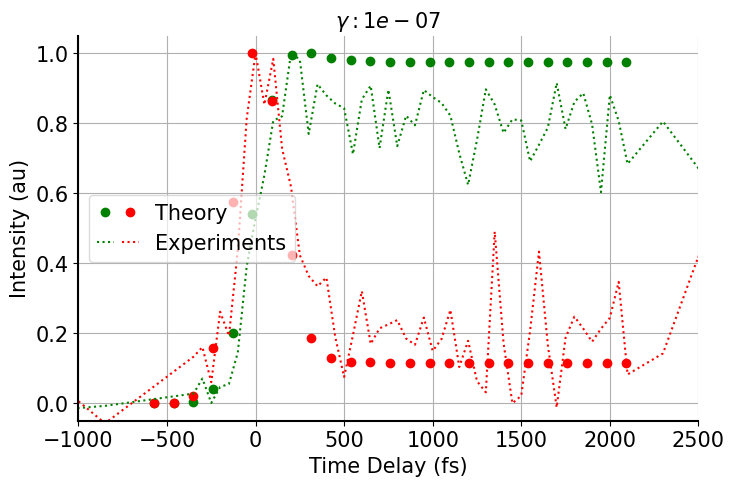 γ : 1e − 07
1.0
0.8
0.6
0.4
0.2
0.0
Intensity (au)
Theory
Experiments
−1000 −500 0 500 1000 1500 2000 2500
Time Delay (fs)